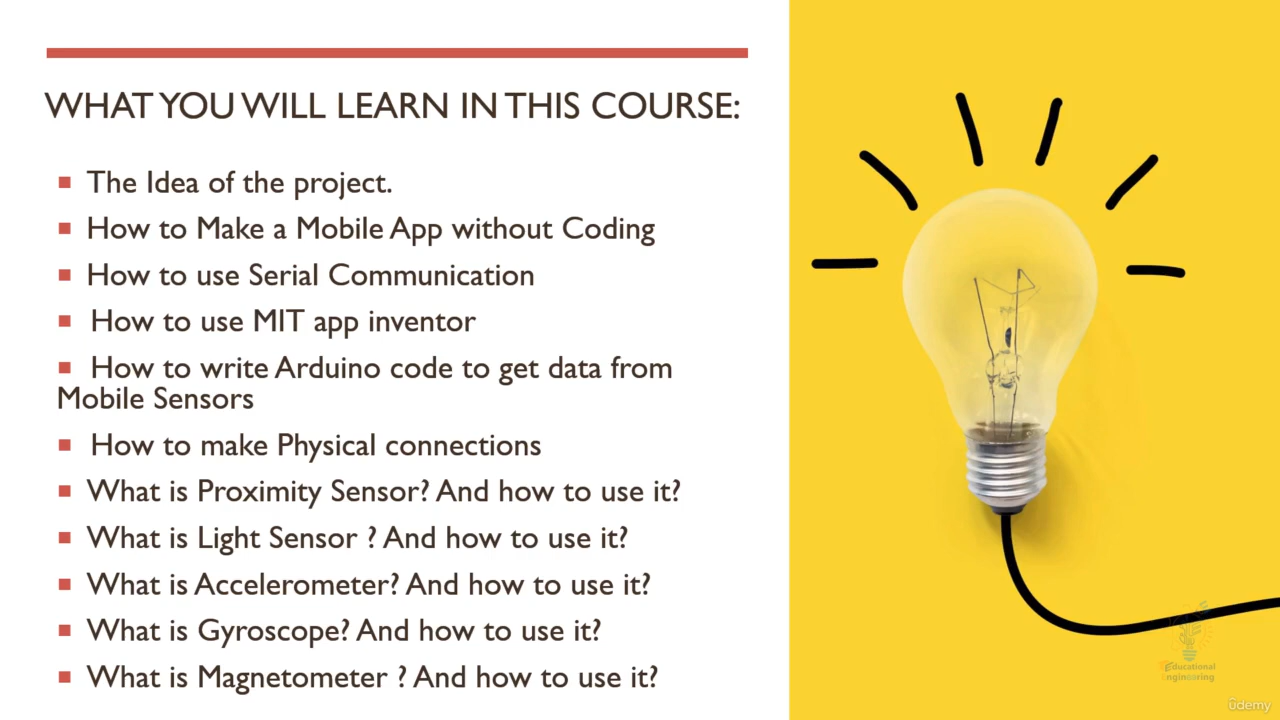 WHAT YOU WILL LEARN IN THIS COURSE:
The Idea of the project.
How to Make a Mobile App without Coding
How to use Serial Communication
How to use MIT app inventor
How to write Arduino code to get data from
Mobile Sensors
How to make Physical connections
What is Proximity Sensor? And how to use it?
What is Light Sensor ? And how to use it?
What is Accelerometer? And how to use it?
What is Gyroscope? And how to use it?
What is Magnetometer ? And how to use it?
Educational
Engineering
ûdemy